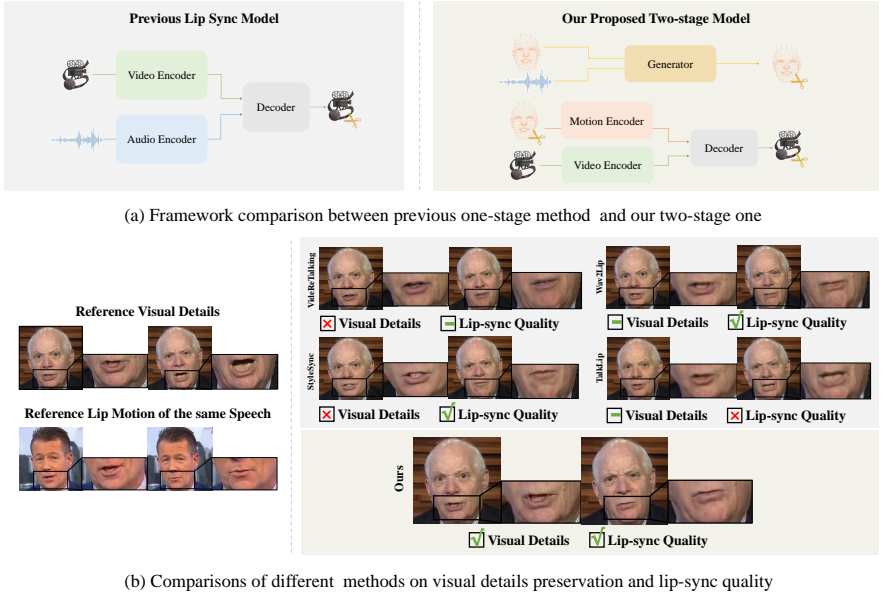 Previous Lip Sync Model
Video Encoder
Audio Encoder
Decoder
Our Proposed Two-stage Model
Generator
Motion Encoder
Video Encoder
Decoder
(a) Framework comparison between previous one-stage method and our two-stage one
Reference Visual Details
Reference Lip Motion of the same Speech
VideReTalking
Visual Details
Lip-sync Quality
Wav2Lip
Visual Details
Lip-sync Quality
StyleSync
Visual Details
Lip-sync Quality
TalkLip
Visual Details
Lip-sync Quality
Ours
Visual Details
Lip-sync Quality
(b) Comparisons of different methods on visual details preservation and lip-sync quality